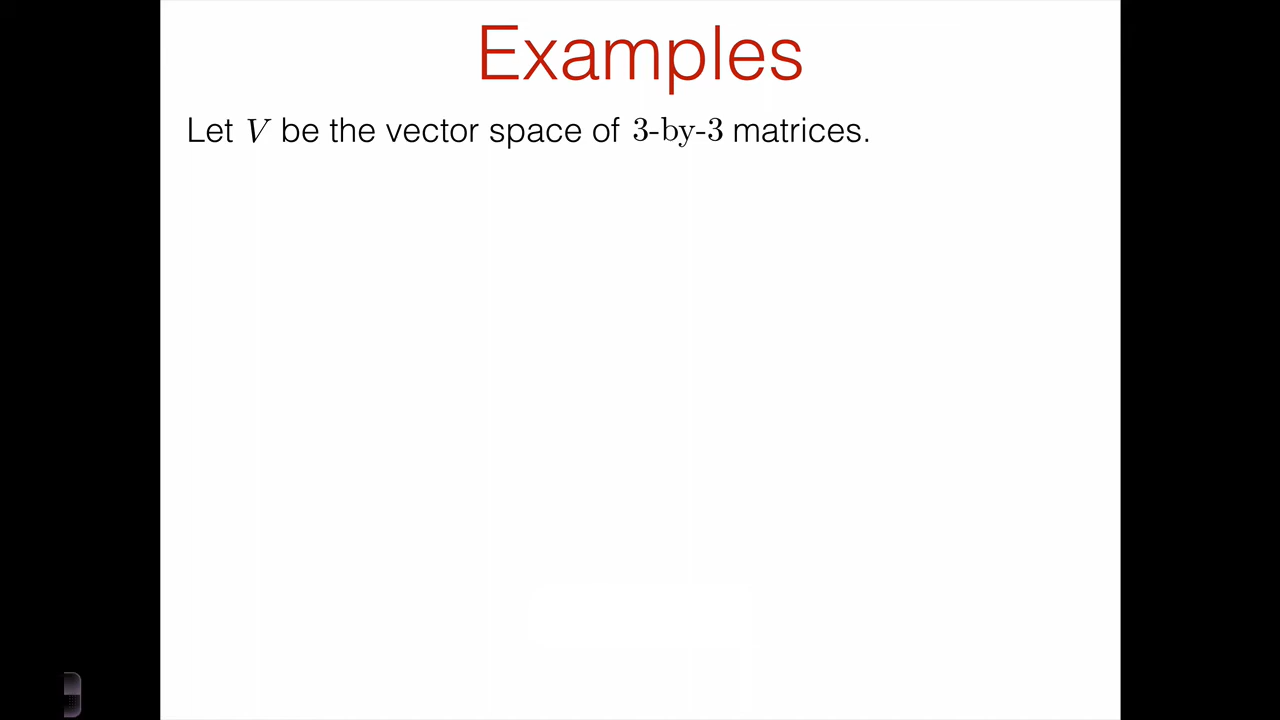 Examples
Let V be the vector space of 3-by-3 matrices.